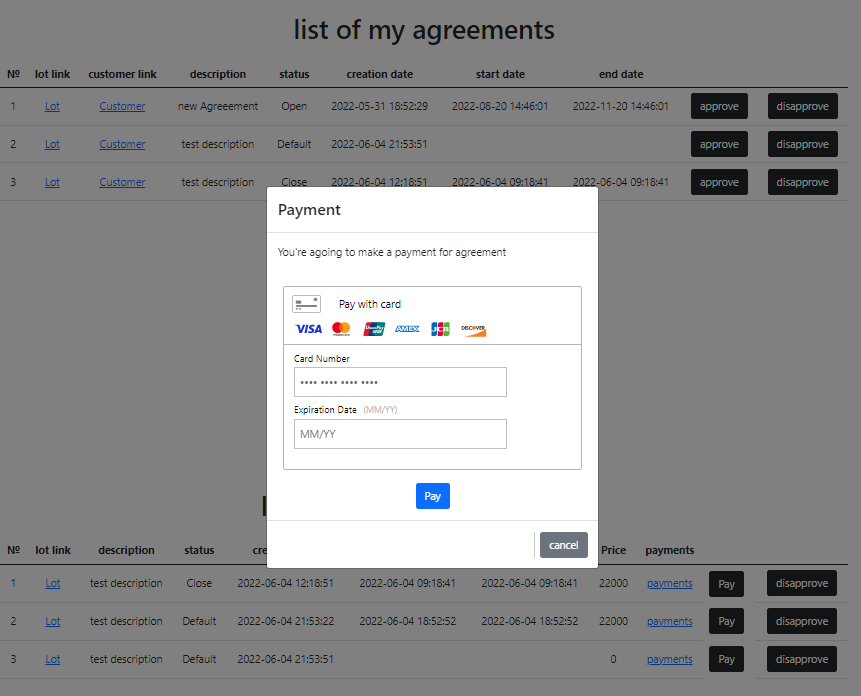 list of my agreements
№ lot link customer link description status creation date start date end date
1 Lot Customer new Agreeement Open 2022-05-31 18:52:29 2022-08-20 14:46:01 2022-11-20 14:46:01 approve disapprove
2 Lot Customer test description Default 2022-06-04 21:53:51 approve disapprove
3 Lot Customer test description Close 2022-06-04 12:18:51 2022-06-04 09:18:41 2022-06-04 09:18:41 approve disapprove
Payment
You're agoing to make a payment for agreement
Pay with card
VISA mastercard UnionPay AMEX JCB DISCOVER
Card Number
•••• •••• •••• ••••
Expiration Date (MM/YY)
MM/YY
Pay
cancel
№ lot link description status Price payments
1 Lot test description Close 2022-06-04 12:18:51 2022-06-04 09:18:41 2022-06-04 09:18:41 22000 payments Pay disapprove
2 Lot test description Default 2022-06-04 21:53:22 2022-06-04 18:52:52 2022-06-04 18:52:52 22000 payments Pay disapprove
3 Lot test description Default 2022-06-04 21:53:51 0 payments Pay disapprove